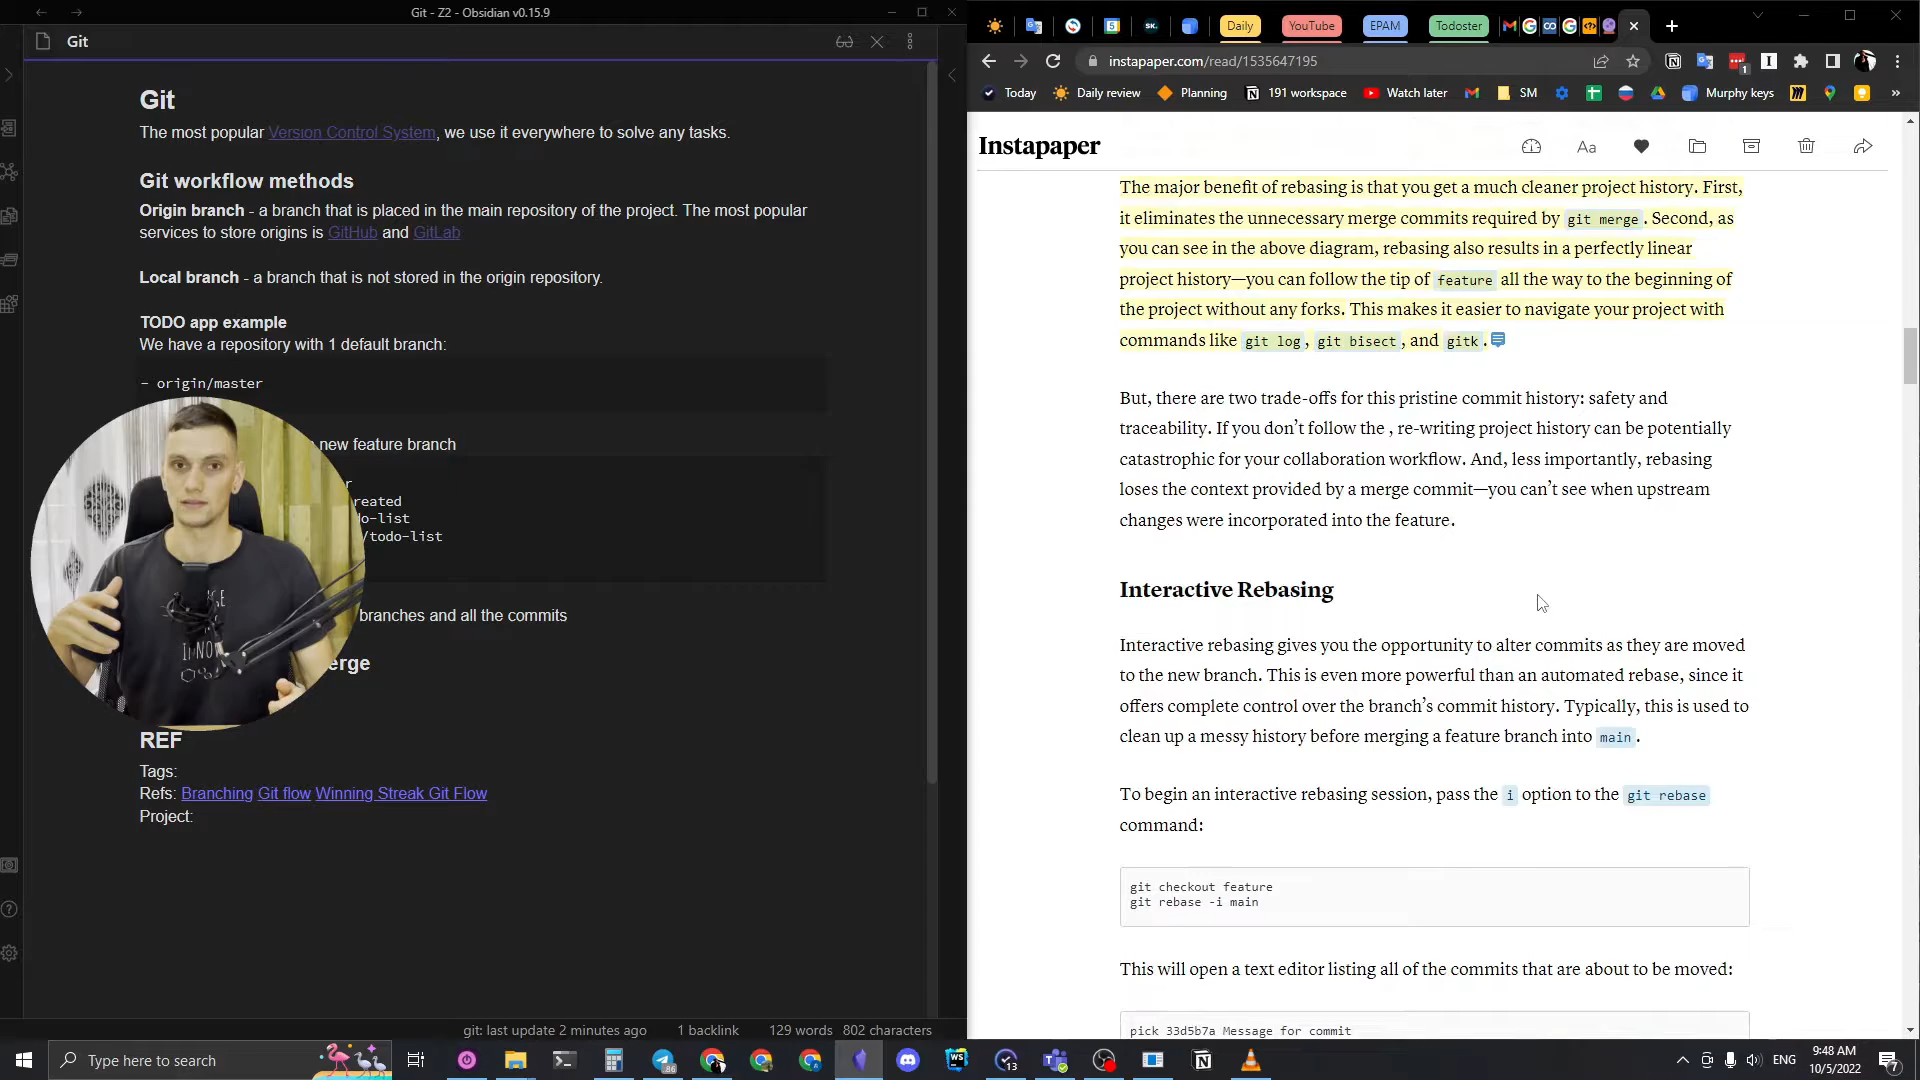 Git - Z2 - Obsidian v0.15.9
Git
Git
The most popular Version Control System, we use it everywhere to solve any tasks.
Git workflow methods
Origin branch - a branch that is placed in the main repository of the project. The most popular
services to store origins is GitHub and GitLab
Local branch - a branch that is not stored in the origin repository.
TODO app example
We have a repository with 1 default branch:
- origin/master
new feature branch
r
reated
do-list
/todo-list
branches and all the commits
erge
REF
Tags:
Refs: Branching Git flow Winning Streak Git Flow
Project:
git: last update 2 minutes ago 1 backlink 129 words 802 characters
Daily YouTube EPAM Todoster
instapaper.com/read/1535647195
Today Daily review Planning 191 workspace Watch later SM Murphy keys »
Instapaper
Aa
The major benefit of rebasing is that you get a much cleaner project history. First,
it eliminates the unnecessary merge commits required by git merge. Second, as
you can see in the above diagram, rebasing also results in a perfectly linear
project history—you can follow the tip of feature all the way to the beginning of
the project without any forks. This makes it easier to navigate your project with
commands like git log, git bisect, and gitk.
But, there are two trade-offs for this pristine commit history: safety and
traceability. If you don’t follow the , re-writing project history can be potentially
catastrophic for your collaboration workflow. And, less importantly, rebasing
loses the context provided by a merge commit—you can’t see when upstream
changes were incorporated into the feature.
Interactive Rebasing
Interactive rebasing gives you the opportunity to alter commits as they are moved
to the new branch. This is even more powerful than an automated rebase, since it
offers complete control over the branch’s commit history. Typically, this is used to
clean up a messy history before merging a feature branch into main.
To begin an interactive rebasing session, pass the i option to the git rebase
command:
git checkout feature
git rebase -i main
This will open a text editor listing all of the commits that are about to be moved:
pick 33d5b7a Message for commit
Type here to search
ENG
9:48 AM
10/5/2022